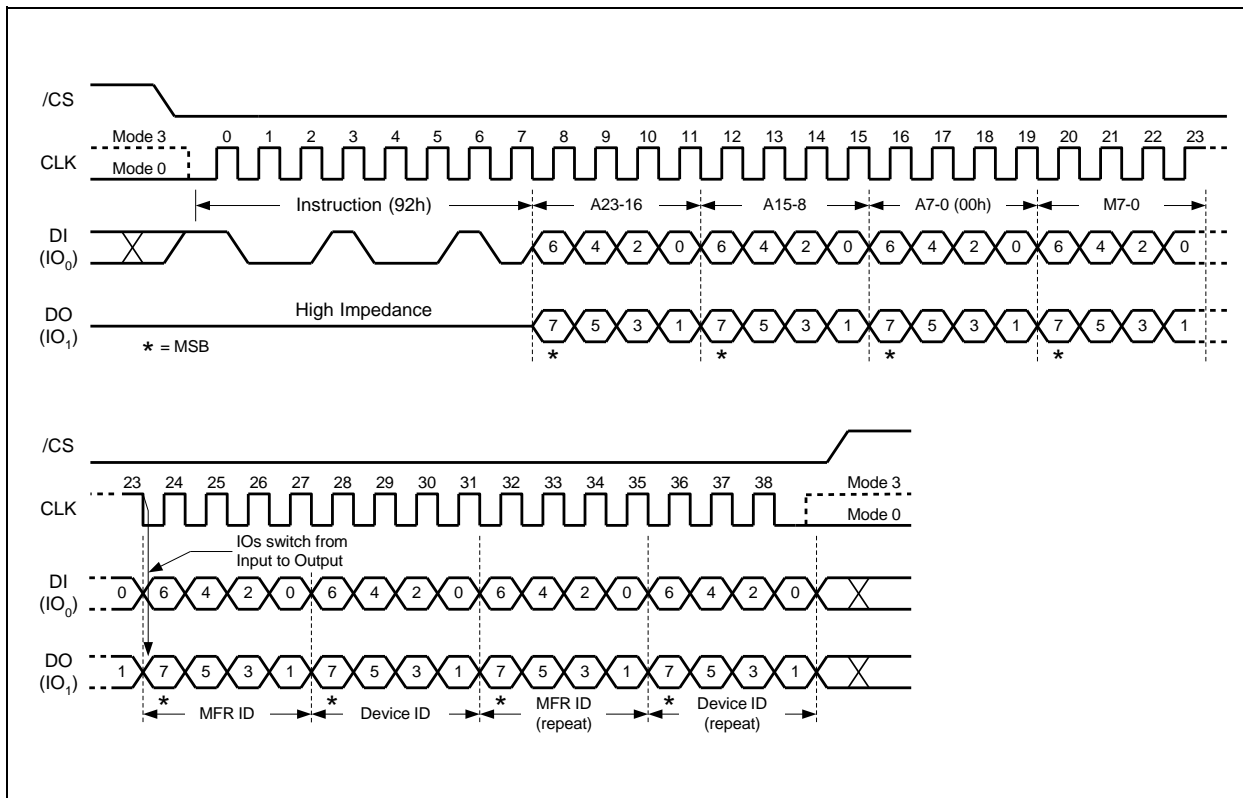 /CS
Mode 3
0 1 2 3 4 5 6 7 8 9 10 11 12 13 14 15 16 17 18 19 20 21 22 23
CLK
Mode 0
Instruction (92h) A23-16 A15-8 A7-0 (00h) M7-0
DI
(IO0)
6 4 2 0 6 4 2 0 6 4 2 0 6 4 2 0
High Impedance
DO
(IO1)
7 5 3 1 7 5 3 1 7 5 3 1 7 5 3 1
* * * *
* = MSB
/CS
23 24 25 26 27 28 29 30 31 32 33 34 35 36 37 38
Mode 3
CLK
Mode 0
IOs switch from
Input to Output
DI
(IO0)
0 6 4 2 0 6 4 2 0 6 4 2 0 6 4 2 0
DO
(IO1)
1 7 5 3 1 7 5 3 1 7 5 3 1 7 5 3 1
* * * *
MFR ID Device ID MFR ID
(repeat)
Device ID
(repeat)